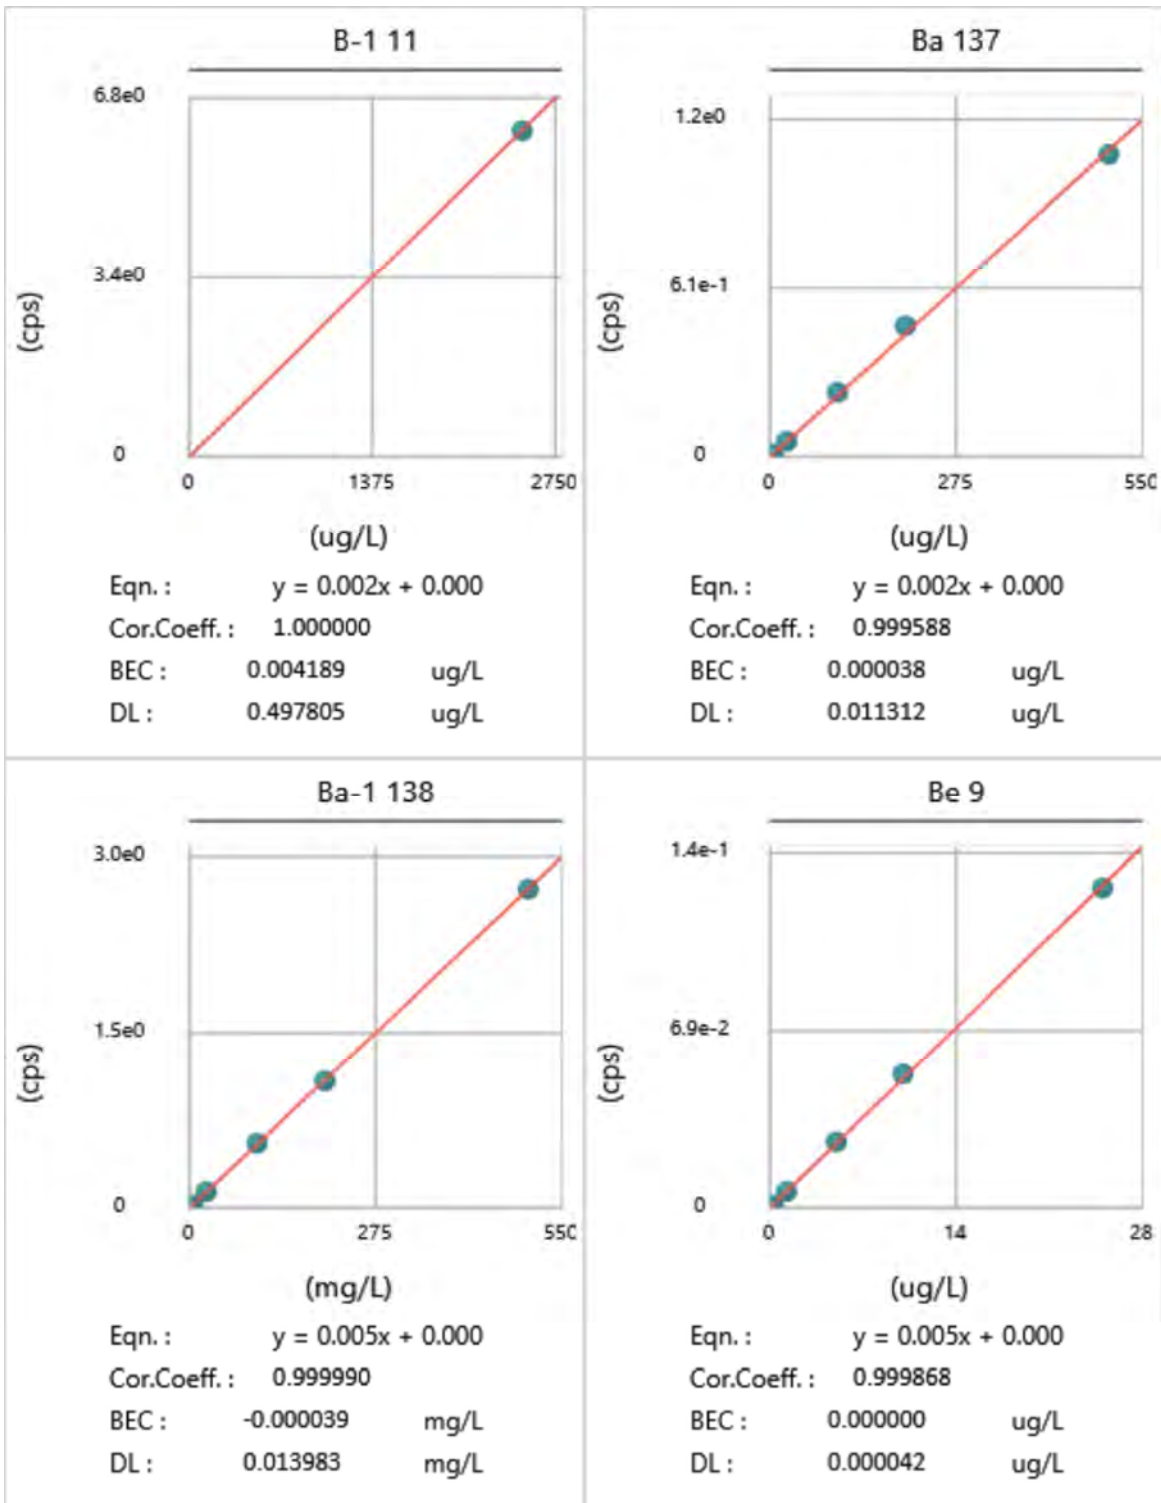 B-1 11
6.8e0
3.4e0
0
(cps)
0 1375 2750
(ug/L)
Eqn. : y = 0.002x + 0.000
Cor.Coeff. : 1.000000
BEC : 0.004189 ug/L
DL : 0.497805 ug/L
Ba 137
1.2e0
6.1e-1
0
(cps)
0 275 550
(ug/L)
Eqn. : y = 0.002x + 0.000
Cor.Coeff. : 0.999588
BEC : 0.000038 ug/L
DL : 0.011312 ug/L
Ba-1 138
3.0e0
1.5e0
0
(cps)
0 275 550
(mg/L)
Eqn. : y = 0.005x + 0.000
Cor.Coeff. : 0.999990
BEC : -0.000039 mg/L
DL : 0.013983 mg/L
Be 9
1.4e-1
6.9e-2
0
(cps)
0 14 28
(ug/L)
Eqn. : y = 0.005x + 0.000
Cor.Coeff. : 0.999868
BEC : 0.000000 ug/L
DL : 0.000042 ug/L